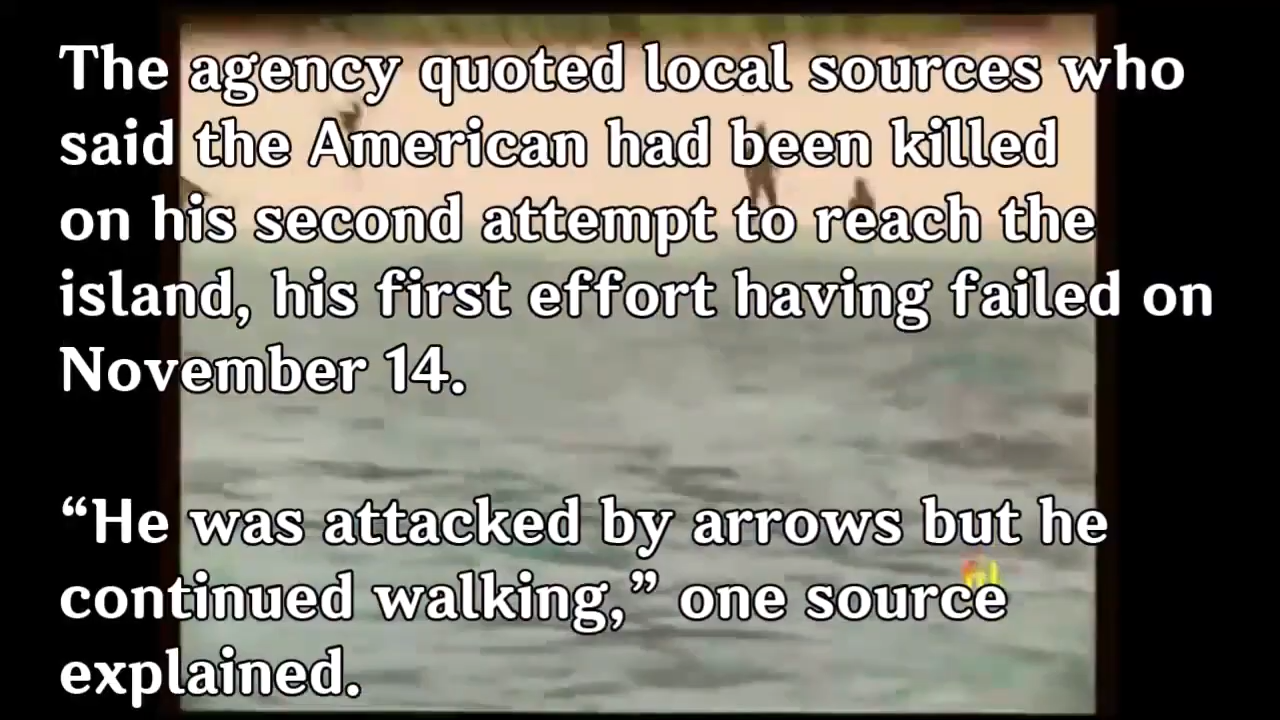 The agency quoted local sources who
said the American had been killed
on his second attempt to reach the
island, his first effort having failed on
November 14.
“He was attacked by arrows but he
continued walking,” one source
explained.